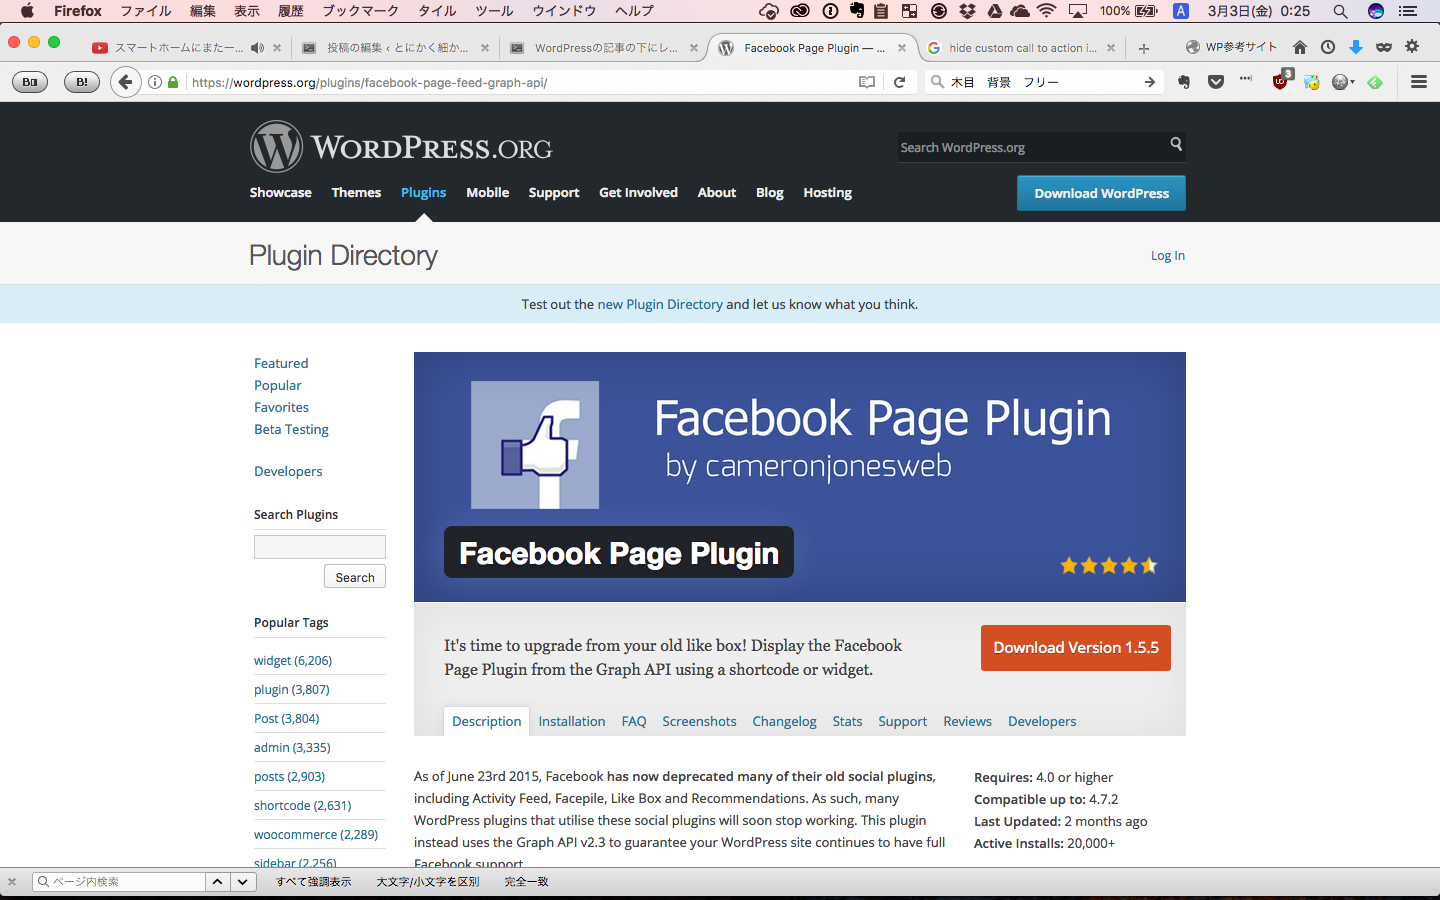 Firefox ファイル 編集 表示 履歴 ブックマーク タイル ツール ウインドウ ヘルプ 100% A 3月3日(金) 0:25
スマートホームにまたー… 投稿の編集 ‹ とにかく細か… WordPressの記事の下にレ… Facebook Page Plugin — … hide custom call to action i… WP参考サイト
B! https://wordpress.org/plugins/facebook-page-feed-graph-api/ 木目 背景 フリー 3
WORDPRESS.ORG
Search WordPress.org
Showcase Themes Plugins Mobile Support Get Involved About Blog Hosting
Download WordPress
Plugin Directory
Log In
Test out the new Plugin Directory and let us know what you think.
Featured
Popular
Favorites
Beta Testing
Developers
Search Plugins
Search
Popular Tags
widget (6,206)
plugin (3,807)
Post (3,804)
admin (3,335)
posts (2,903)
shortcode (2,631)
woocommerce (2,289)
sidebar (2,256)
Facebook Page Plugin
by cameronjonesweb
Facebook Page Plugin
It's time to upgrade from your old like box! Display the Facebook
Page Plugin from the Graph API using a shortcode or widget.
Download Version 1.5.5
Description Installation FAQ Screenshots Changelog Stats Support Reviews Developers
As of June 23rd 2015, Facebook has now deprecated many of their old social plugins,
including Activity Feed, Facepile, Like Box and Recommendations. As such, many
WordPress plugins that utilise these social plugins will soon stop working. This plugin
instead uses the Graph API v2.3 to guarantee your WordPress site continues to have full
Facebook support
Requires: 4.0 or higher
Compatible up to: 4.7.2
Last Updated: 2 months ago
Active Installs: 20,000+
ページ内検索 すべて強調表示 大文字/小文字を区別 完全一致